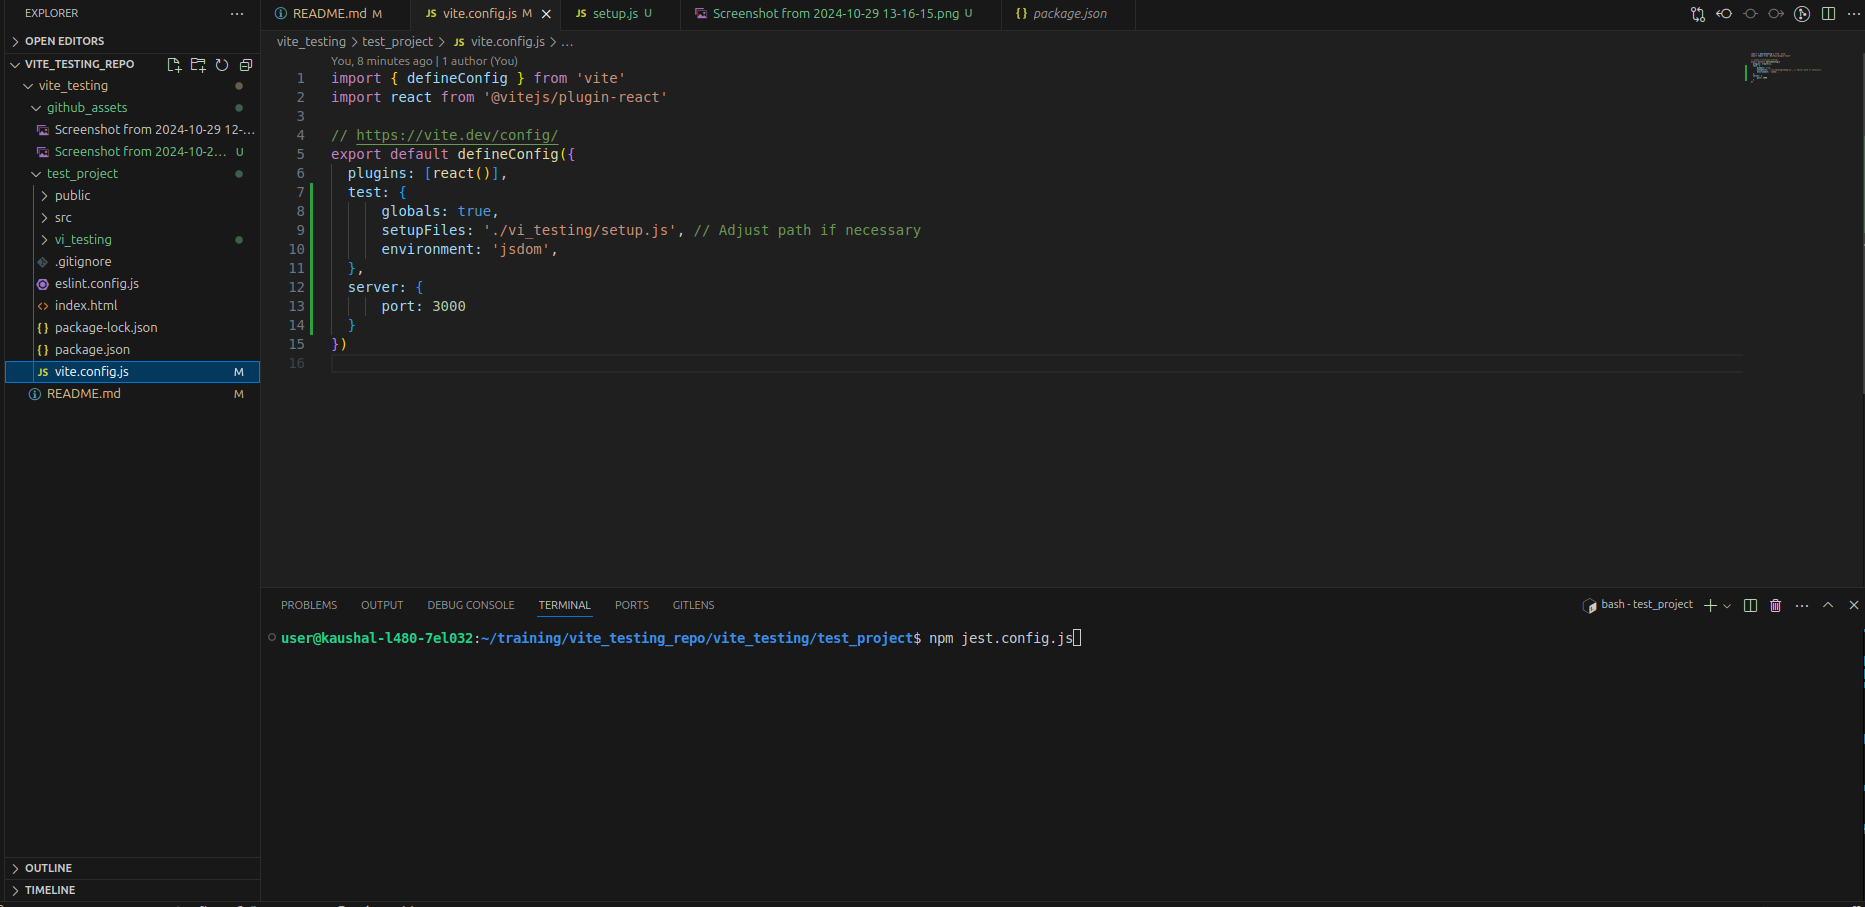 EXPLORER
OPEN EDITORS
VITE_TESTING_REPO
vite_testing
github_assets
Screenshot from 2024-10-29 12-...
Screenshot from 2024-10-2... U
test_project
public
src
vi_testing
.gitignore
eslint.config.js
index.html
package-lock.json
package.json
vite.config.js M
README.md M
OUTLINE
TIMELINE
README.md M
vite.config.js M
setup.js U
Screenshot from 2024-10-29 13-16-15.png U
package.json
vite_testing > test_project > JS vite.config.js > ...
You, 8 minutes ago | 1 author (You)
1 import { defineConfig } from 'vite'
2 import react from '@vitejs/plugin-react'
3
4 // https://vite.dev/config/
5 export default defineConfig({
6 plugins: [react()],
7 test: {
8 globals: true,
9 setupFiles: './vi_testing/setup.js', // Adjust path if necessary
10 environment: 'jsdom',
11 },
12 server: {
13 port: 3000
14 }
15 })
16
PROBLEMS OUTPUT DEBUG CONSOLE TERMINAL PORTS GITLENS
bash - test_project
user@kaushal-l480-7el032:~/training/vite_testing_repo/vite_testing/test_project$ npm jest.config.js